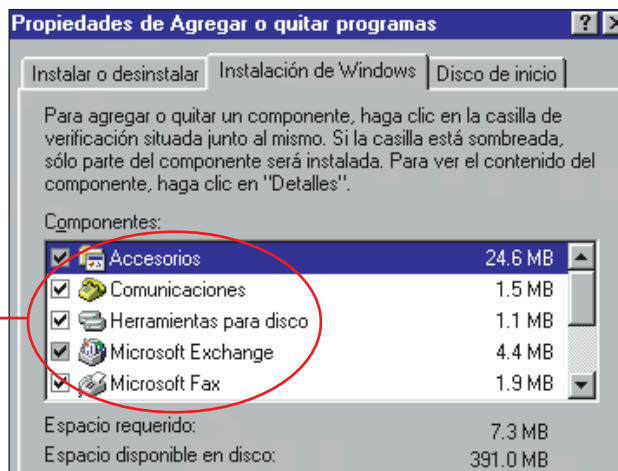 Propiedades de Agregar o quitar programas
Instalar o desinstalar Instalación de Windows Disco de inicio
Para agregar o quitar un componente, haga clic en la casilla de
verificación situada junto al mismo. Si la casilla está sombreada,
sólo parte del componente será instalada. Para ver el contenido del
componente, haga clic en "Detalles".
Componentes:
Accesorios 24.6 MB
Comunicaciones 1.5 MB
Herramientas para disco 1.1 MB
Microsoft Exchange 4.4 MB
Microsoft Fax 1.9 MB
Espacio requerido: 7.3 MB
Espacio disponible en disco: 391.0 MB